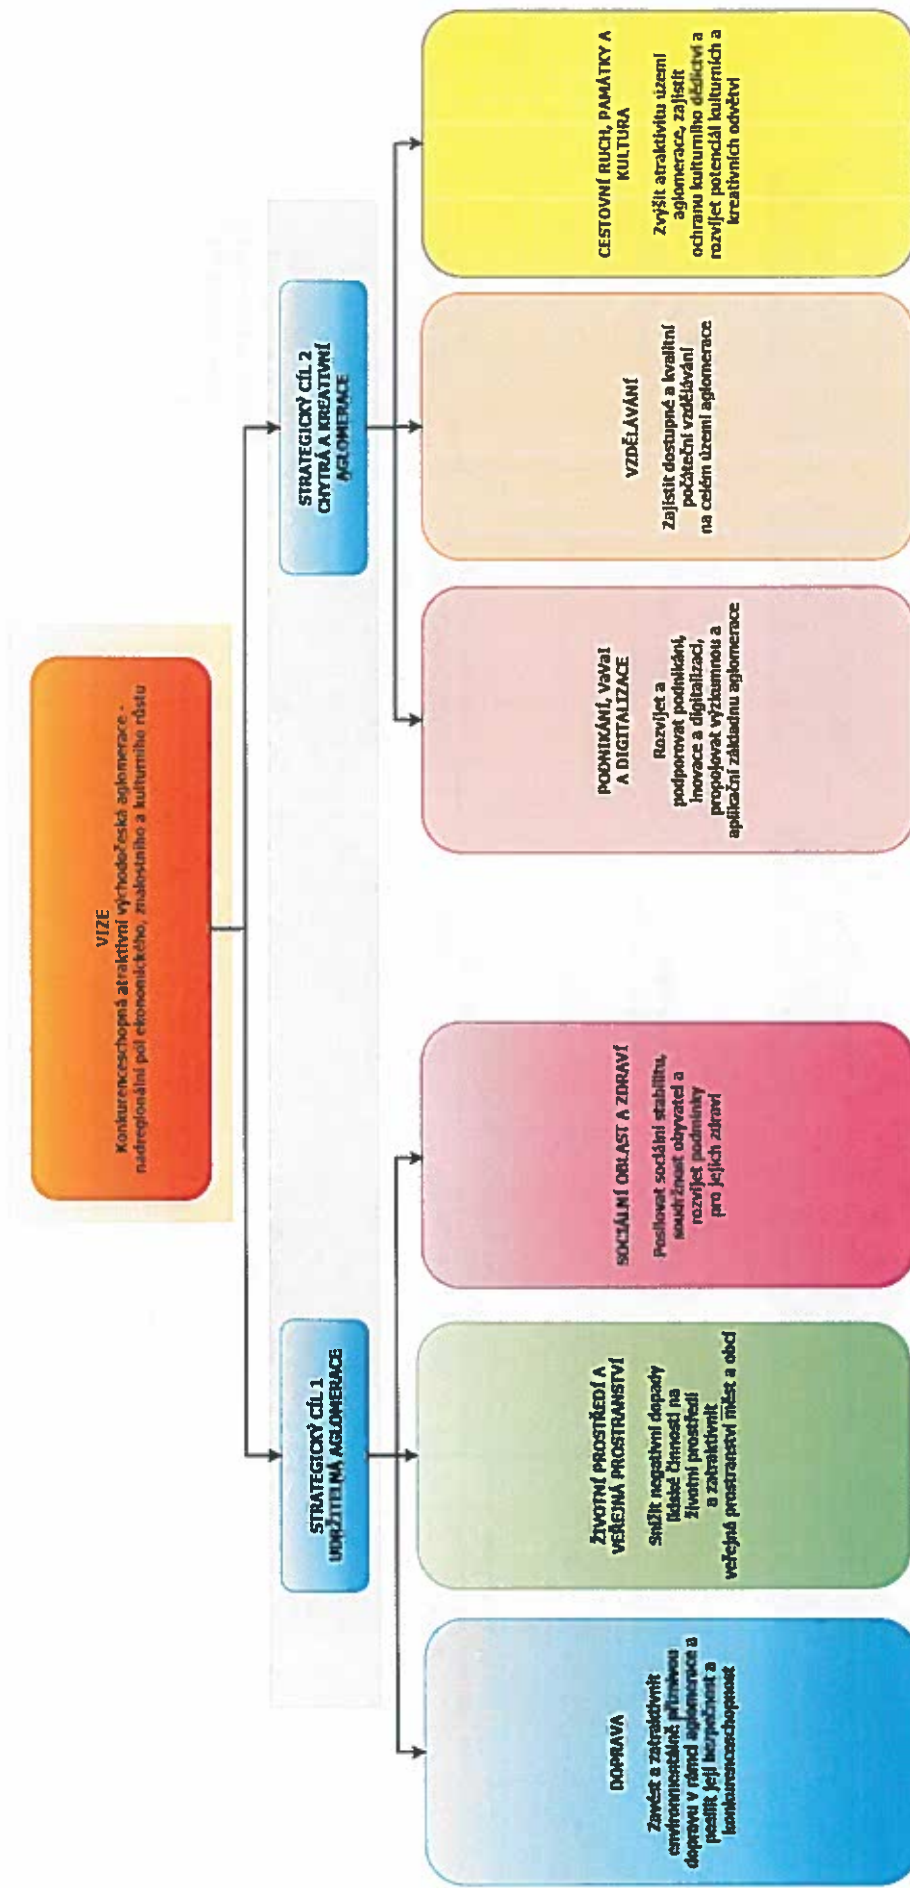 VIZE
Konkurenceschopná atraktivní východočeská aglomerace -
nadregionální pól ekonomického, znalostního a kulturního růstu
STRATEGICKÝ CÍL 1
UDRŽITELNÁ AGLOMERACE
STRATEGICKÝ CÍL 2
CHYTRÁ A KREATIVNÍ
AGLOMERACE
DOPRAVA
Zavést a zatraktivnit
environmentálně příznivou
dopravu v rámci aglomerace a
posílit její bezpečnost a
konkurenceschopnost
ŽIVOTNÍ PROSTŘEDÍ A
VEŘEJNÁ PROSTRANSTVÍ
Snížit negativní dopady
lidské činnosti na
životní prostředí
a zatraktivnit
veřejná prostranství měst a obcí
SOCIÁLNÍ OBLAST A ZDRAVÍ
Posilovat sociální stabilitu,
soudržnost obyvatel a
rozvíjet podmínky
pro jejich zdraví
PODNIKÁNÍ, VaVaI
A DIGITALIZACE
Rozvíjet a
podporovat podnikání,
inovace a digitalizaci,
propojovat výzkumnou a
aplikační základnu aglomerace
VZDĚLÁVÁNÍ
Zajistit dostupné a kvalitní
počáteční vzdělávání
na celém území aglomerace
CESTOVNÍ RUCH, PAMÁTKY A
KULTURA
Zvýšit atraktivitu území
aglomerace, zajistit
ochranu kulturního dědictví a
rozvíjet potenciál kulturních a
kreativních odvětví